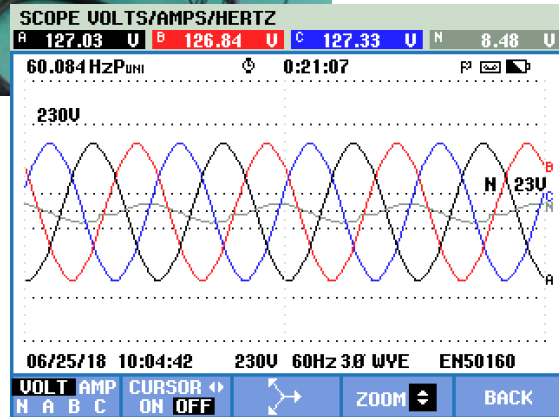 SCOPE VOLTS/AMPS/HERTZ
A 127.03 V B 126.84 V C 127.33 V N 8.48 V
60.084 HzPUNI 0:21:07
230V
B
N 23V
C
N
A
06/25/18 10:04:42 230V 60Hz 3.0 WYE EN50160
VOLT AMP CURSOR ZOOM BACK
N A B C ON OFF